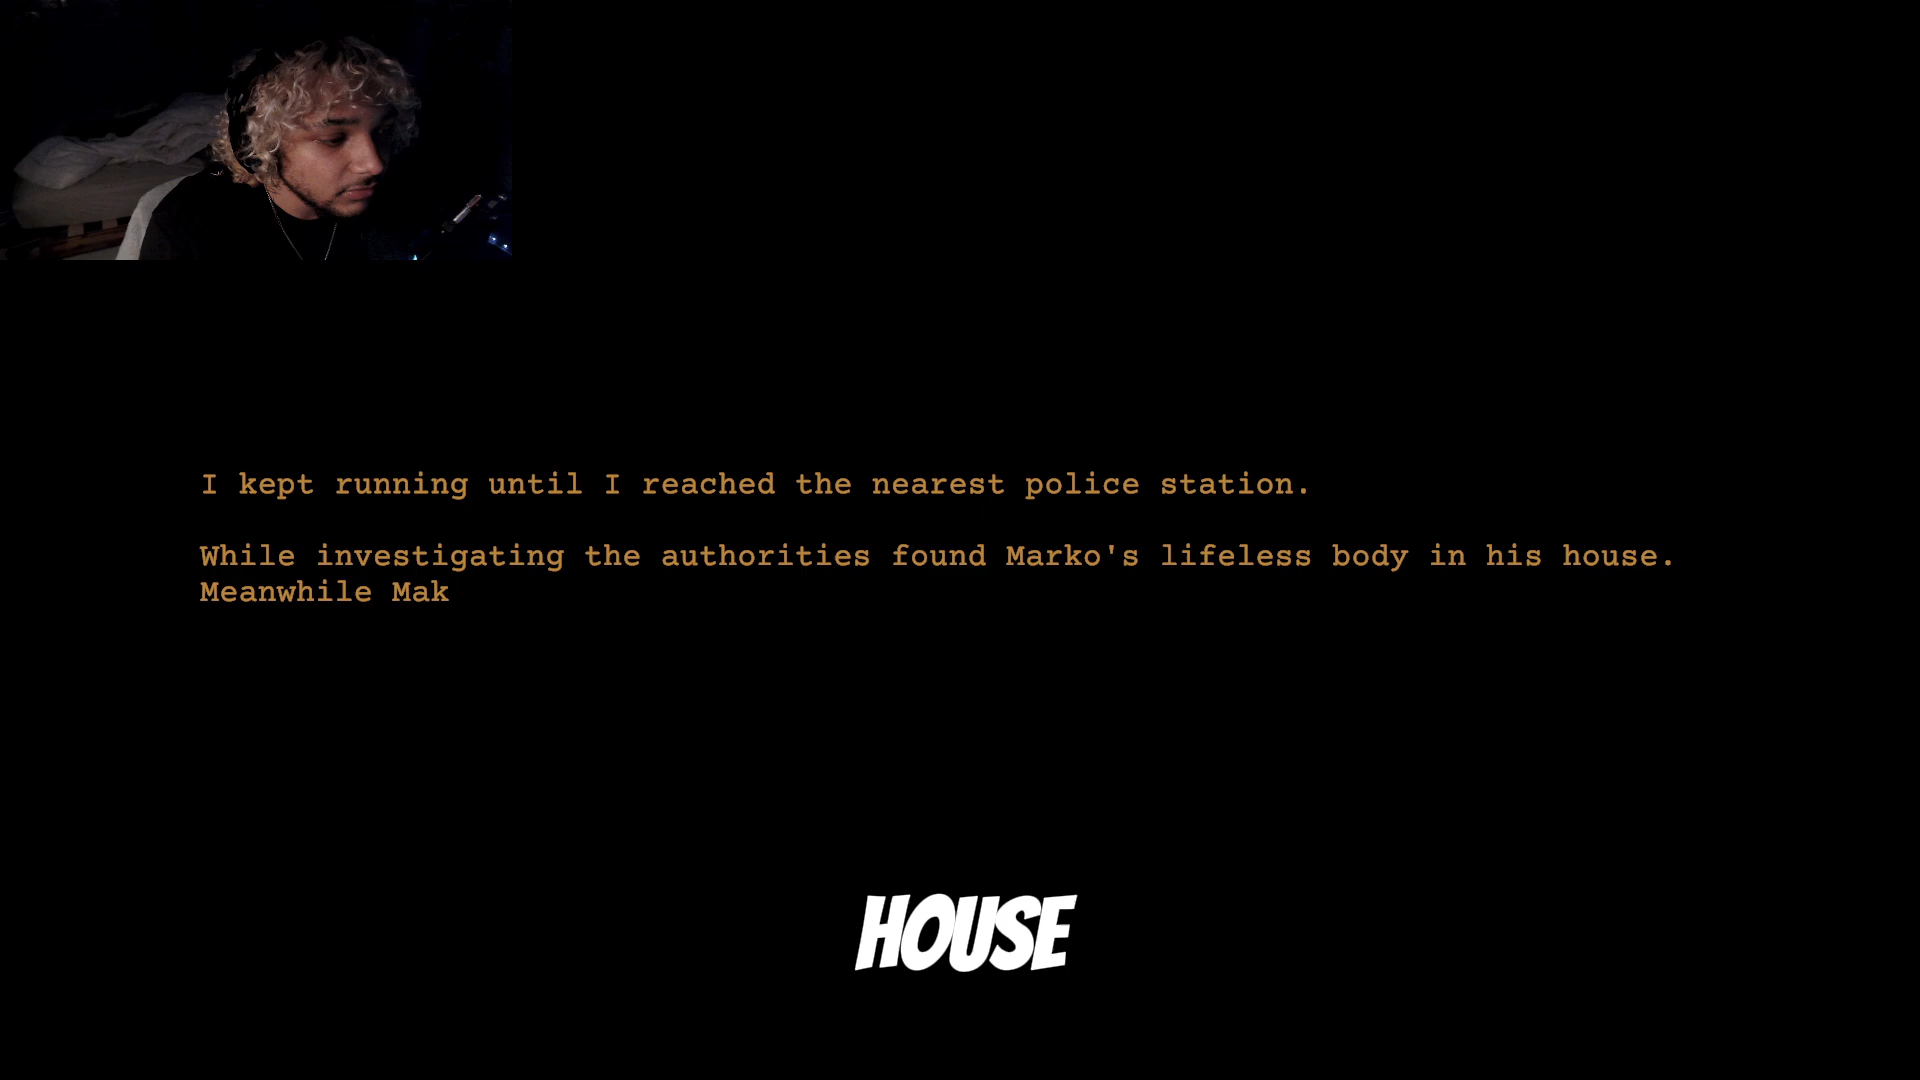 I kept running until I reached the nearest police station.
While investigating the authorities found Marko's lifeless body in his house.
Meanwhile Mak
HOUSE